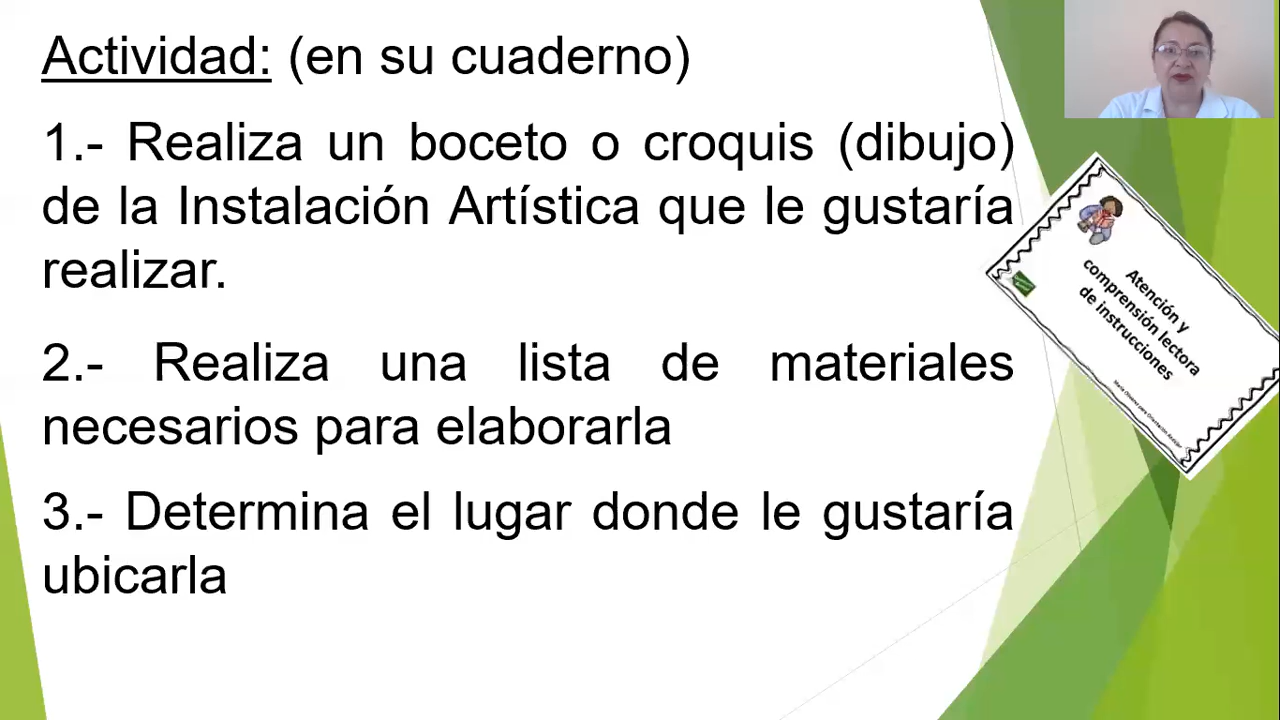 Actividad: (en su cuaderno)
1.- Realiza un boceto o croquis (dibujo)
de la Instalación Artística que le gustaría
realizar.
2.- Realiza una lista de materiales
necesarios para elaborarla
3.- Determina el lugar donde le gustaría
ubicarla
Atención y
comprensión lectora
de instrucciones